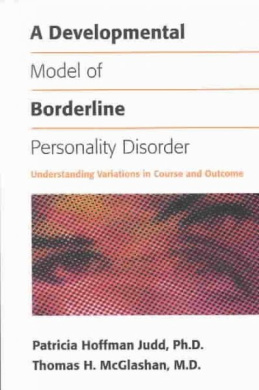 A Developmental
Model of
Borderline
Personality Disorder
Understanding Variations in Course and Outcome
Patricia Hoffman Judd, Ph.D.
Thomas H. McGlashan, M.D.